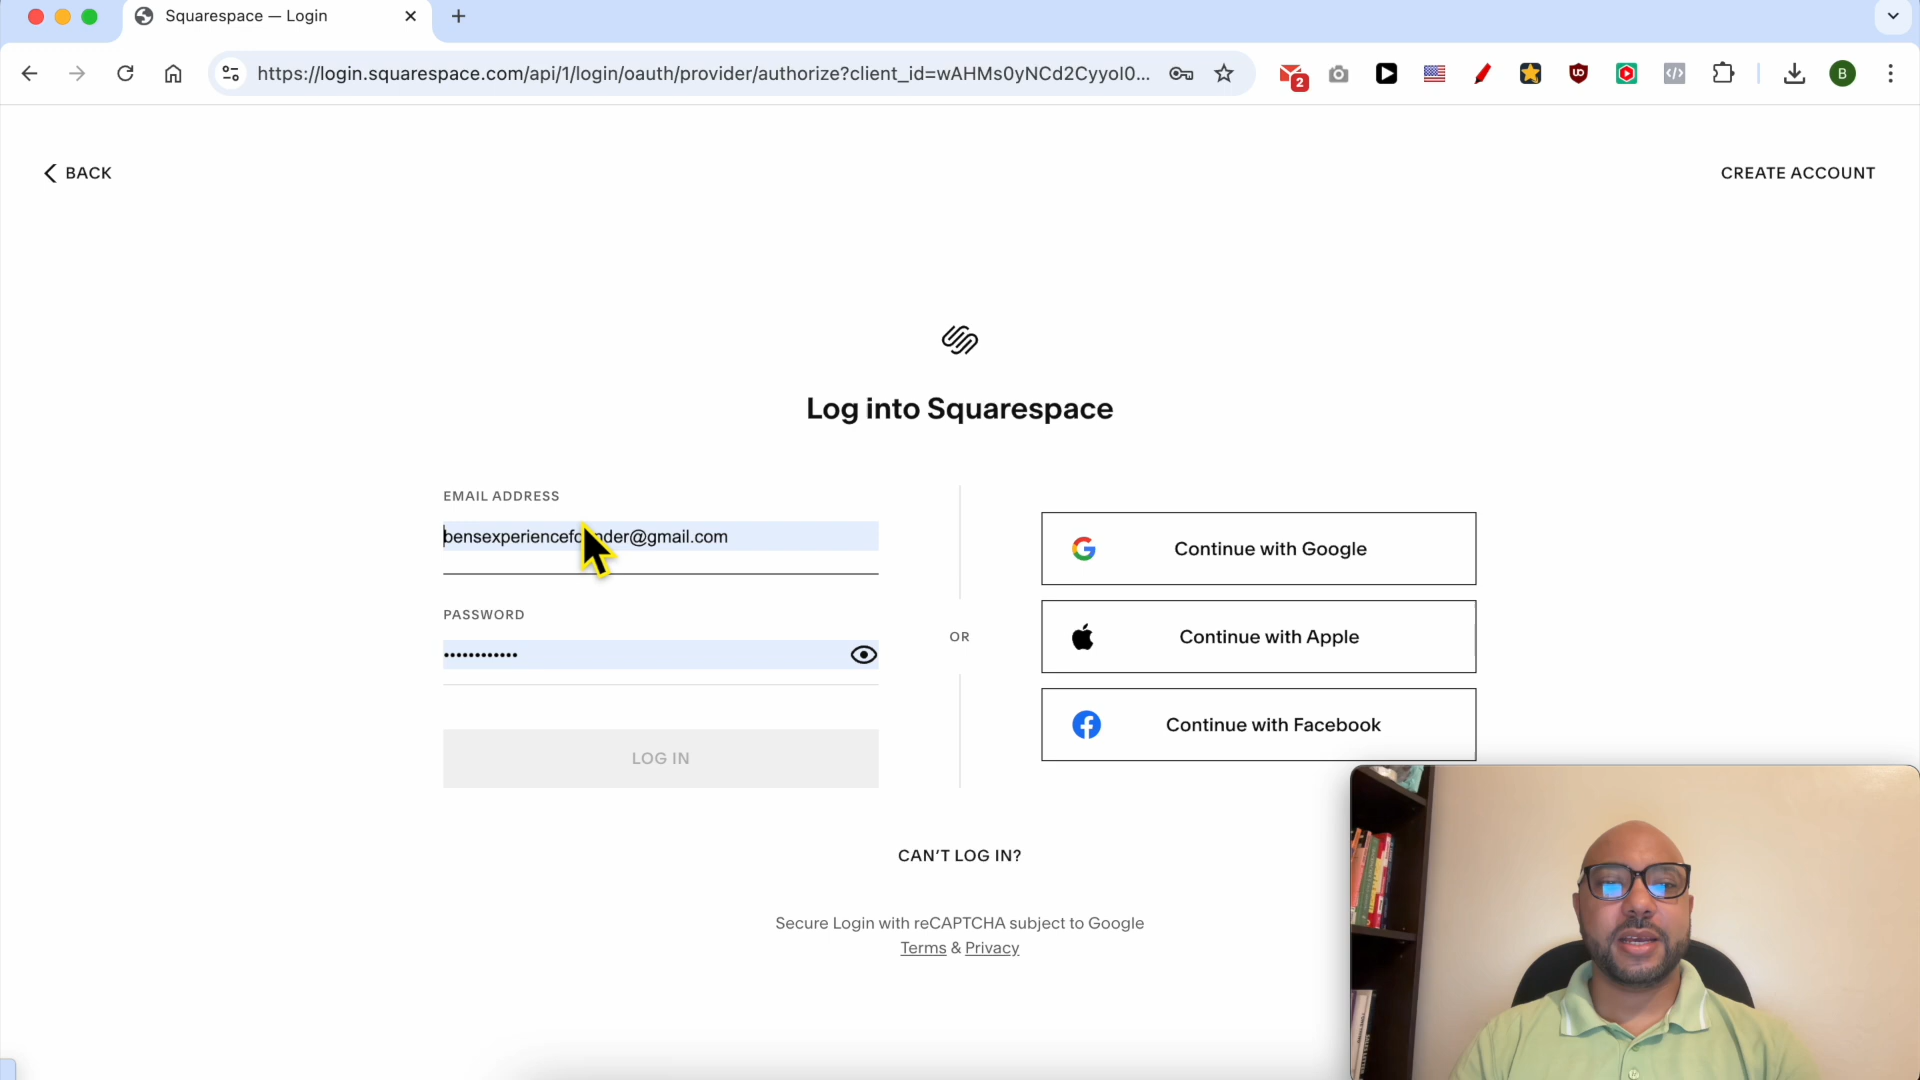 Squarespace — Login
https://login.squarespace.com/api/1/login/oauth/provider/authorize?client_id=wAHMs0yNCd2Cyyol0...
2
B
BACK
CREATE ACCOUNT
Log into Squarespace
EMAIL ADDRESS
PASSWORD
••••••••••••
LOG IN
OR
Continue with Google
Continue with Apple
Continue with Facebook
CAN'T LOG IN?
Secure Login with reCAPTCHA subject to Google
Terms & Privacy